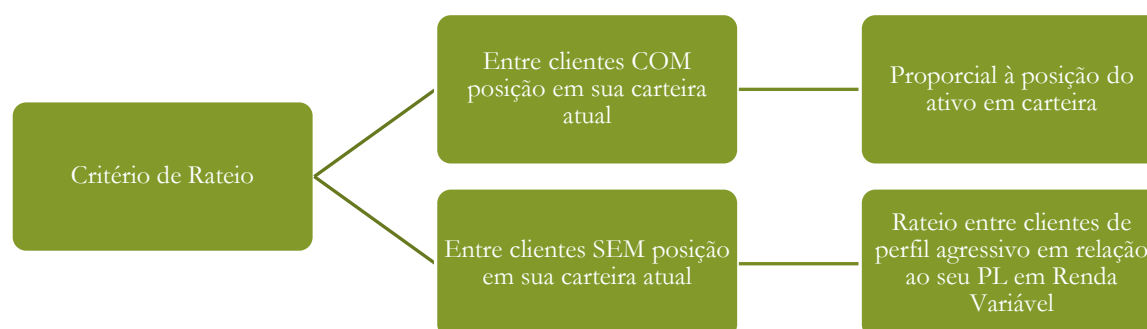 Critério de Rateio
Entre clientes COM
posição em sua carteira
atual
Proporcial à posição do
ativo em carteira
Entre clientes SEM posição
em sua carteira atual
Rateio entre clientes de
perfil agressivo em relação
ao seu PL em Renda
Variável